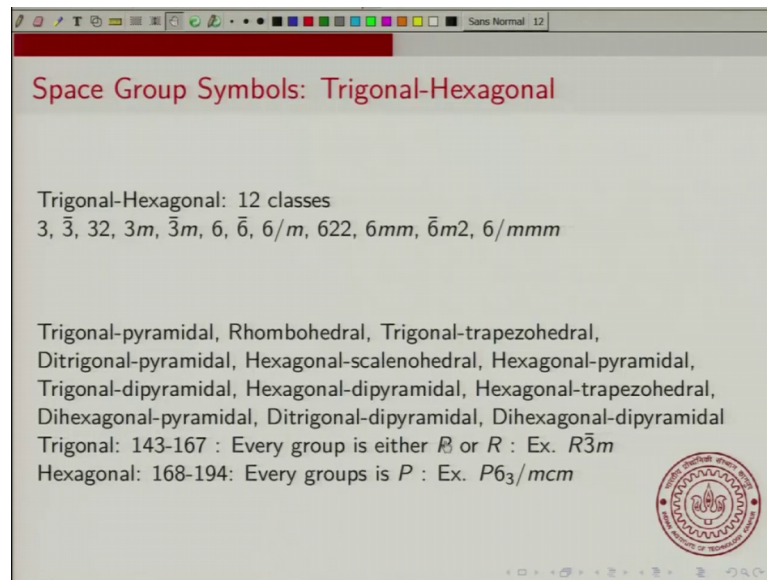 Sans Normal 12
Space Group Symbols: Trigonal-Hexagonal
Trigonal-Hexagonal: 12 classes
3, 3̄, 32, 3m, 3̄m, 6, 6̄, 6/m, 622, 6mm, 6̄m2, 6/mmm
Trigonal-pyramidal, Rhombohedral, Trigonal-trapezohedral,
Ditrigonal-pyramidal, Hexagonal-scalenohedral, Hexagonal-pyramidal,
Trigonal-dipyramidal, Hexagonal-dipyramidal, Hexagonal-trapezohedral,
Dihexagonal-pyramidal, Ditrigonal-dipyramidal, Dihexagonal-dipyramidal
Trigonal: 143-167 : Every group is either or R : Ex. R3̄m
Hexagonal: 168-194: Every groups is P : Ex. P6₃/mcm